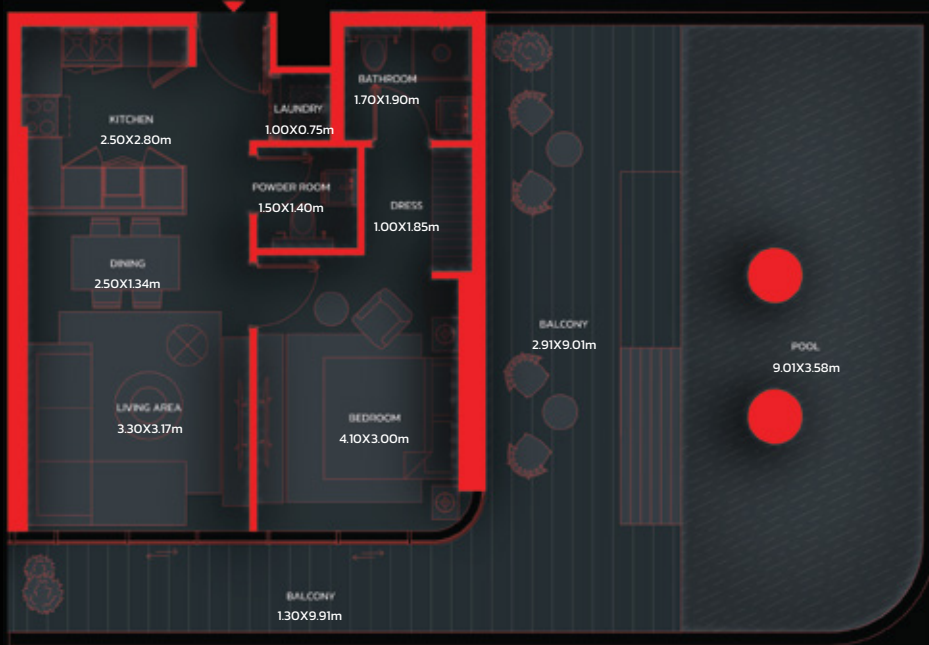 BATHROOM
1.70X1.90m
LAUNDRY
1.00X0.75m
KITCHEN
2.50X2.80m
POWDER ROOM
1.50X1.40m
DRESS
1.00X1.85m
DINING
2.50X1.34m
BALCONY
2.91X9.01m
POOL
9.01X3.58m
LIVING AREA
3.30X3.17m
BEDROOM
4.10X3.00m
BALCONY
1.30X9.91m